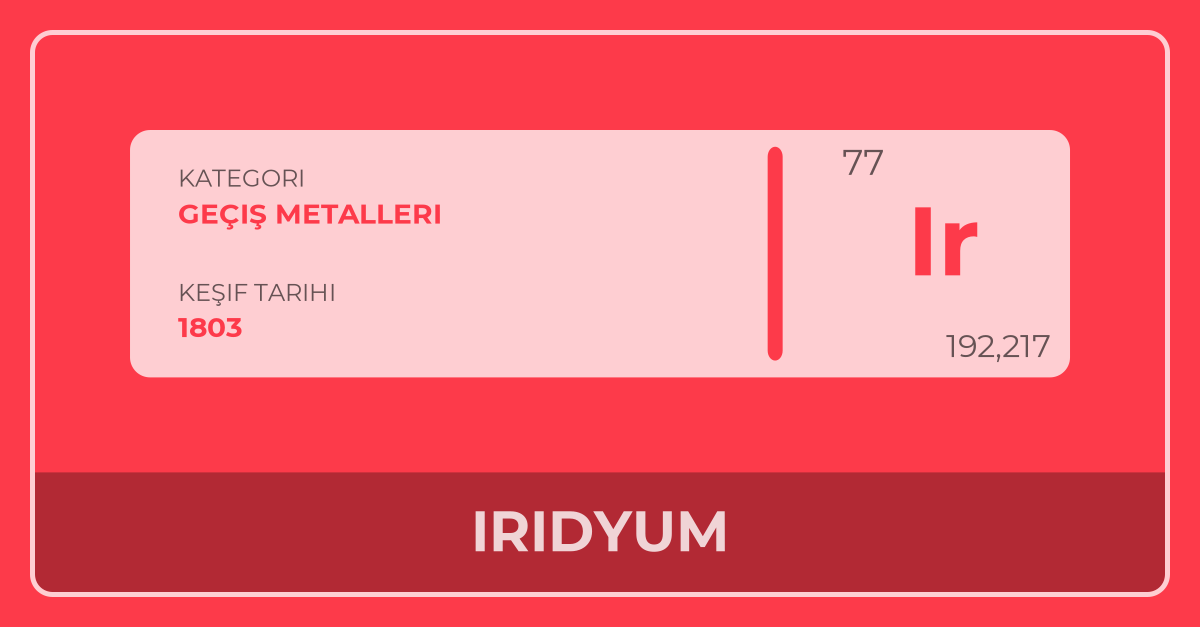 KATEGORI
GEÇIŞ METALLERI
KEŞIF TARIHI
1803
77
Ir
192,217
IRIDYUM